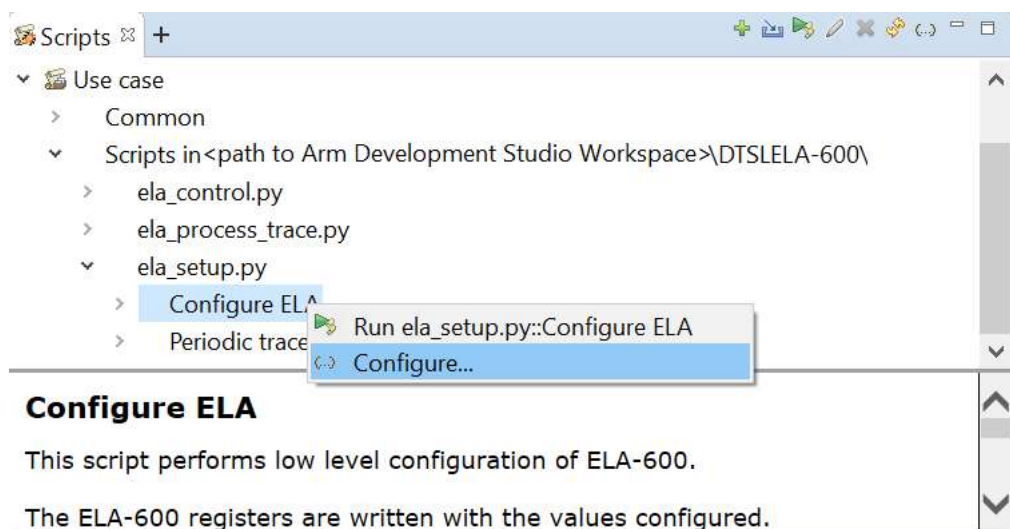 Scripts
Use case
Common
Scripts in<path to Arm Development Studio Workspace>\DTSLELA-600\
ela_control.py
ela_process_trace.py
ela_setup.py
Configure ELA
Run ela_setup.py::Configure ELA
Periodic trace
Configure...
Configure ELA
This script performs low level configuration of ELA-600.
The ELA-600 registers are written with the values configured.